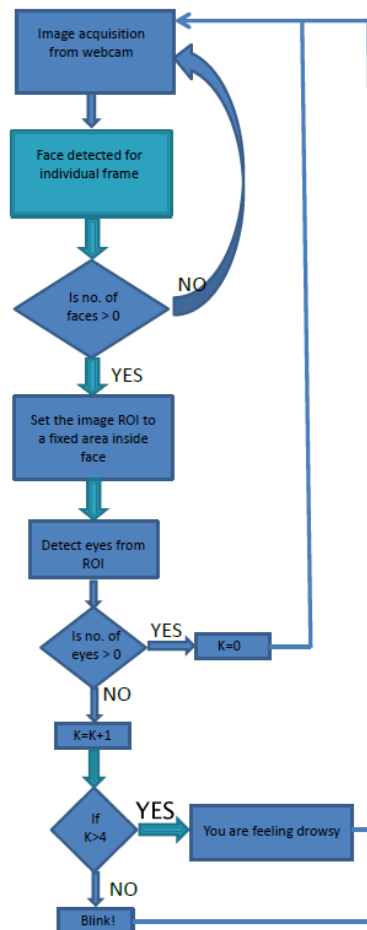 Image acquisition
from webcam
Face detected for
individual frame
Is no. of
faces > 0
NO
YES
Set the image ROI to
a fixed area inside
face
Detect eyes from
ROI
Is no. of
eyes > 0
YES
K=0
NO
K=K+1
If
K>4
YES
You are feeling drowsy
NO
Blink!